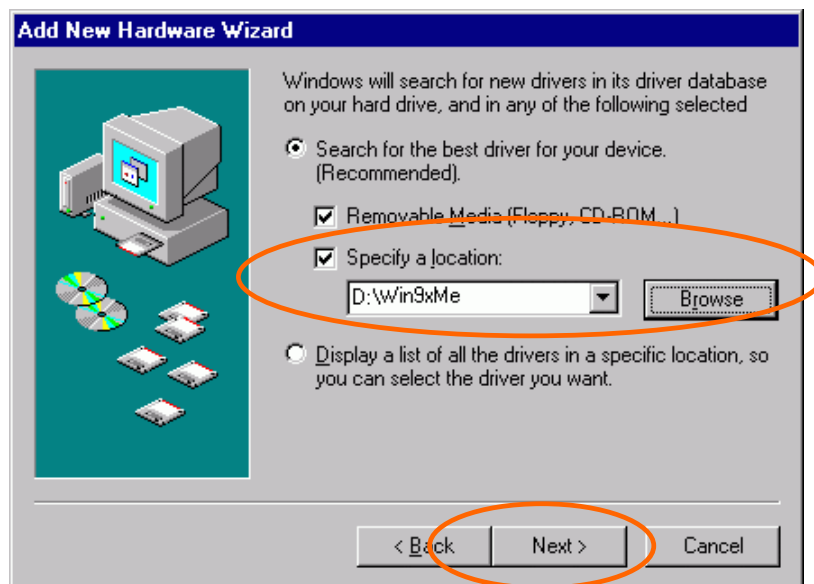 Add New Hardware Wizard
Windows will search for new drivers in its driver database
on your hard drive, and in any of the following selected
Search for the best driver for your device.
(Recommended).
Removable Media (Floppy, CD-ROM...)
Specify a location:
D:\Win9xMe
Browse
Display a list of all the drivers in a specific location, so
you can select the driver you want.
< Back Next > Cancel